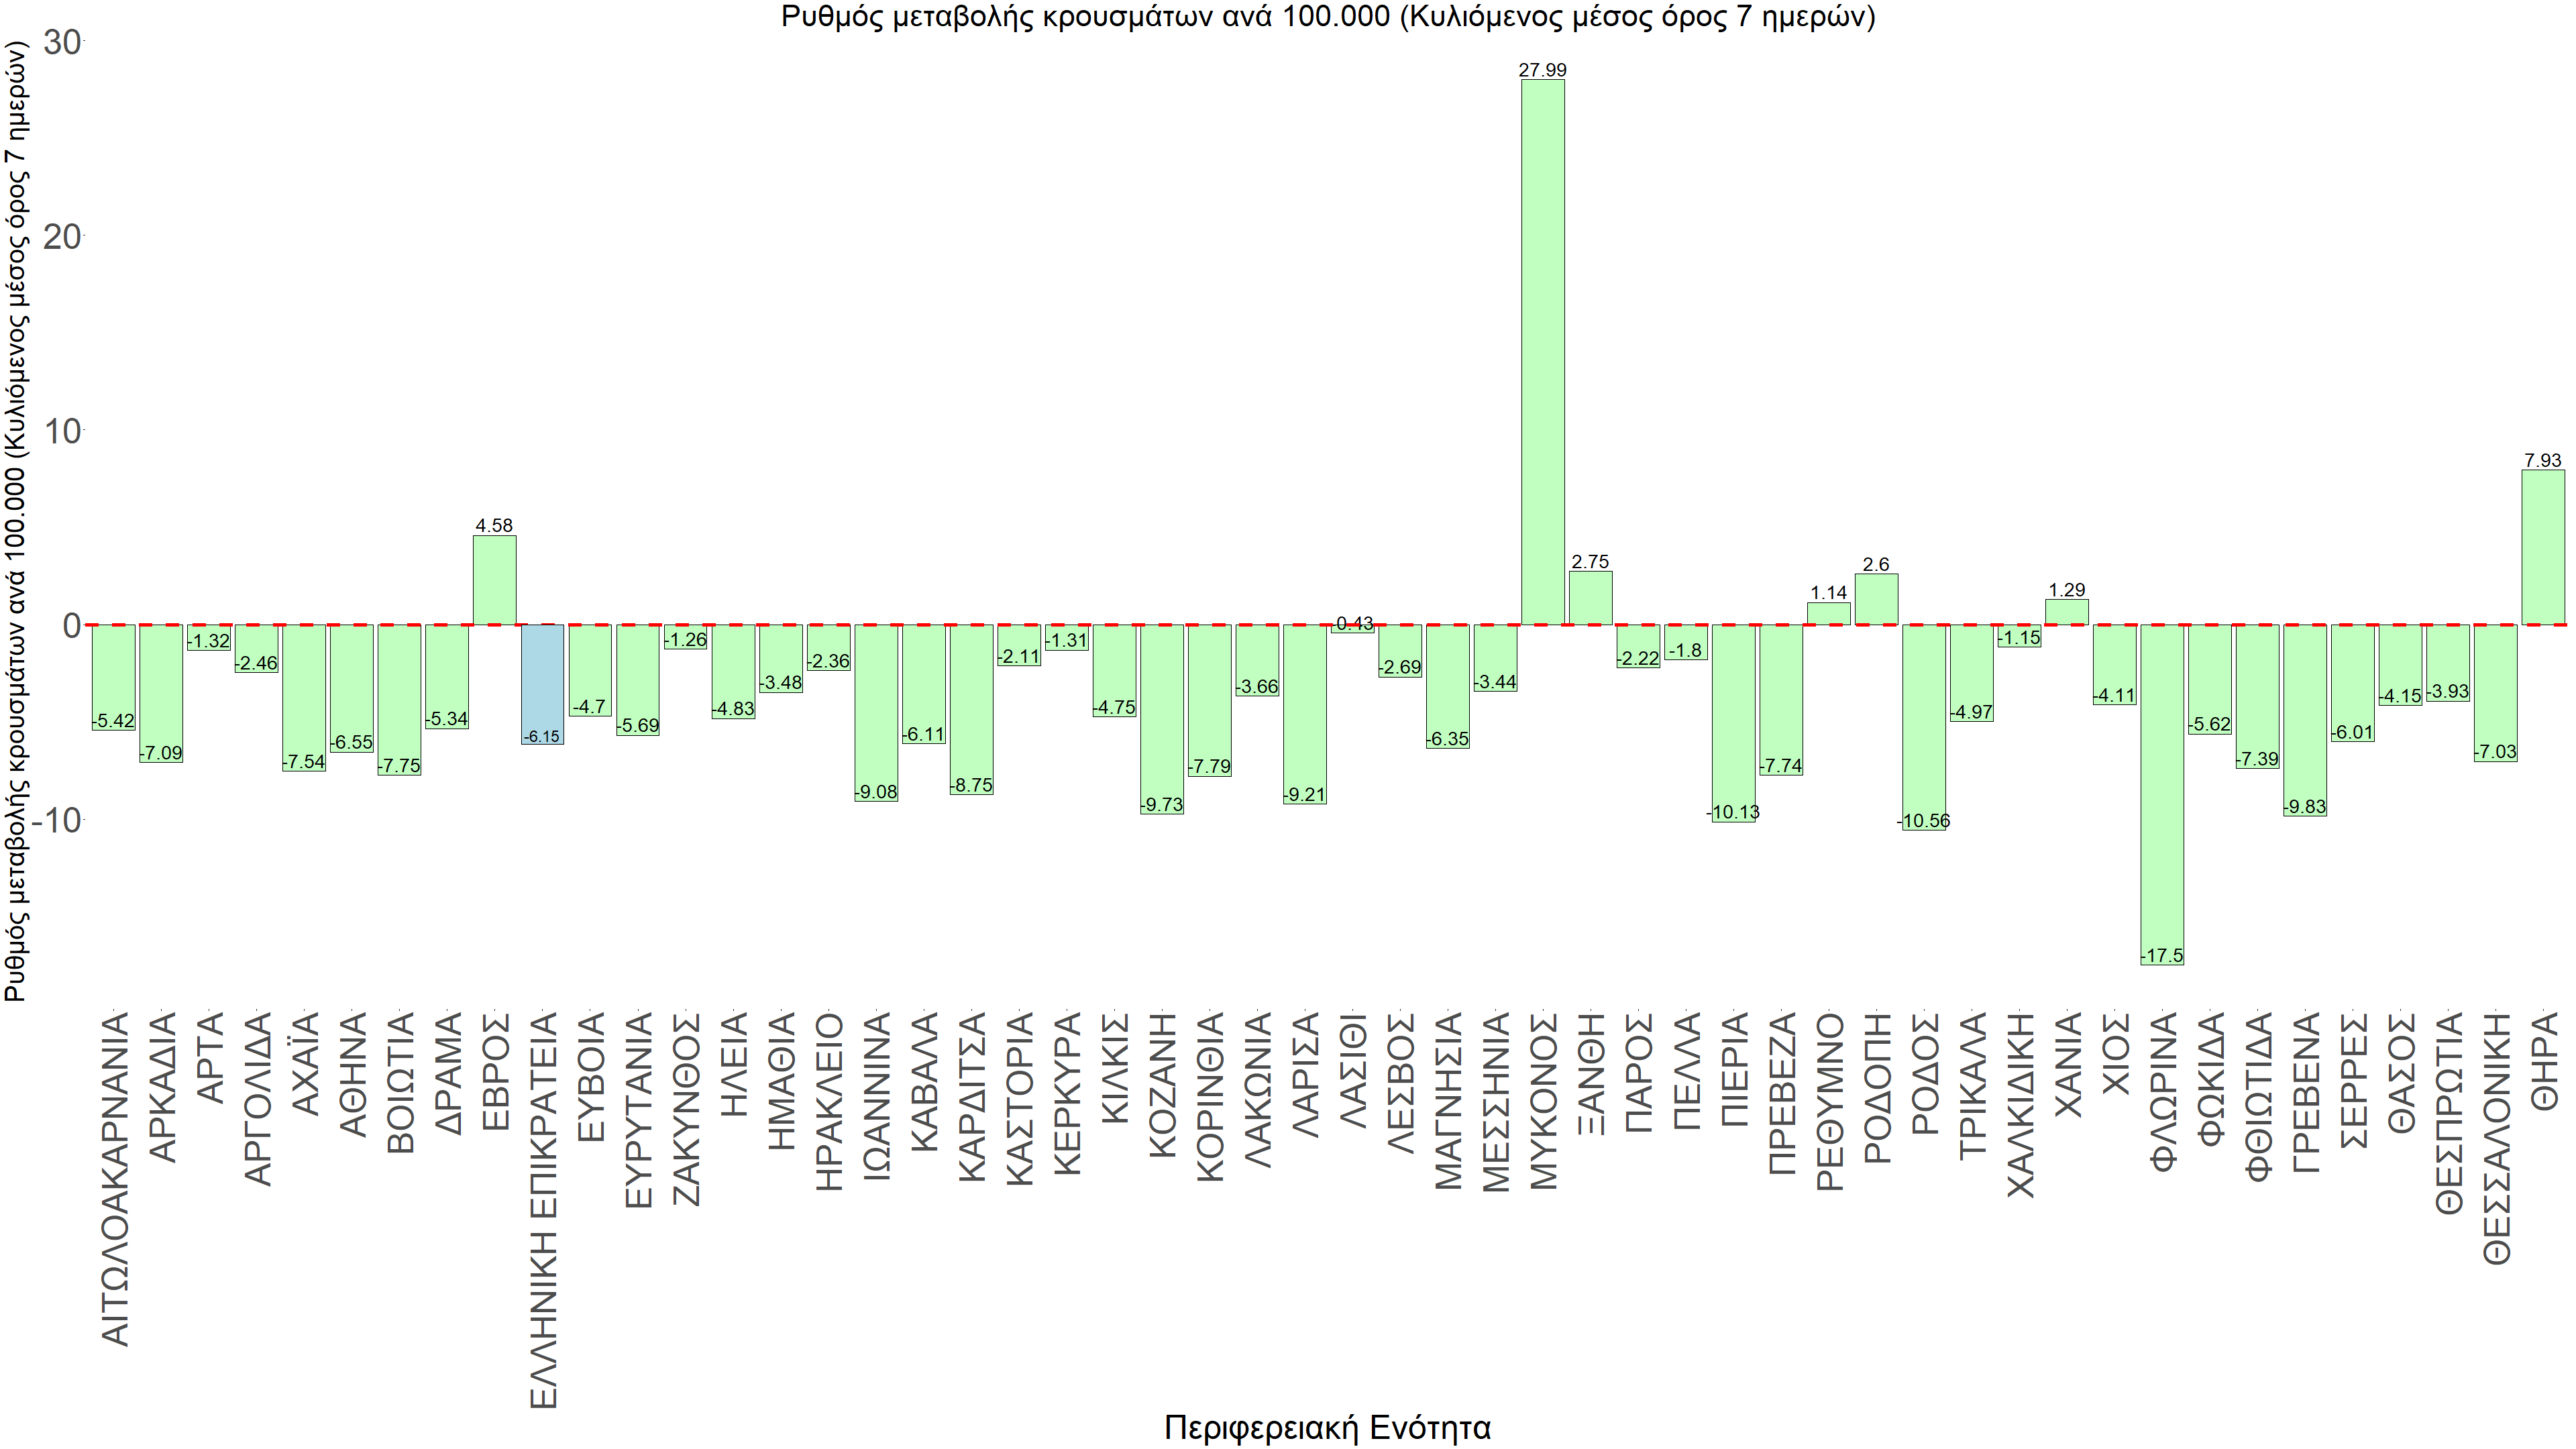 Ρυθμός μεταβολής κρουσμάτων ανά 100.000 (Κυλιόμενος μέσος όρος 7 ημερών)
Ρυθμός μεταβολής κρουσμάτων ανά 100.000 (Κυλιόμενος μέσος όρος 7 ημερών)
30
20
10
0
-10
-5.42
-7.09
-1.32
-2.46
-7.54
-6.55
-7.75
-5.34
4.58
-6.15
-4.7
-5.69
-1.26
-4.83
-3.48
-2.36
-9.08
-6.11
-8.75
-2.11
-1.31
-4.75
-9.73
-7.79
-3.66
-9.21
-0.43
-2.69
-6.35
-3.44
27.99
2.75
-2.22
-1.8
-10.13
-7.74
1.14
2.6
-10.56
-4.97
-1.15
1.29
-4.11
-17.5
-5.62
-7.39
-9.83
-6.01
-4.15
-3.93
-7.03
7.93
ΑΙΤΩΛΟΑΚΑΡΝΑΝΙΑ
ΑΡΚΑΔΙΑ
ΑΡΤΑ
ΑΡΓΟΛΙΔΑ
ΑΧΑΪΑ
ΑΘΗΝΑ
ΒΟΙΩΤΙΑ
ΔΡΑΜΑ
ΕΒΡΟΣ
ΕΛΛΗΝΙΚΗ ΕΠΙΚΡΑΤΕΙΑ
ΕΥΒΟΙΑ
ΕΥΡΥΤΑΝΙΑ
ΖΑΚΥΝΘΟΣ
ΗΛΕΙΑ
ΗΜΑΘΙΑ
ΗΡΑΚΛΕΙΟ
ΙΩΑΝΝΙΝΑ
ΚΑΒΑΛΑ
ΚΑΡΔΙΤΣΑ
ΚΑΣΤΟΡΙΑ
ΚΕΡΚΥΡΑ
ΚΙΛΚΙΣ
ΚΟΖΑΝΗ
ΚΟΡΙΝΘΙΑ
ΛΑΚΩΝΙΑ
ΛΑΡΙΣΑ
ΛΑΣΙΘΙ
ΛΕΣΒΟΣ
ΜΑΓΝΗΣΙΑ
ΜΕΣΣΗΝΙΑ
ΜΥΚΟΝΟΣ
ΞΑΝΘΗ
ΠΑΡΟΣ
ΠΕΛΛΑ
ΠΙΕΡΙΑ
ΠΡΕΒΕΖΑ
ΡΕΘΥΜΝΟ
ΡΟΔΟΠΗ
ΡΟΔΟΣ
ΤΡΙΚΑΛΑ
ΧΑΛΚΙΔΙΚΗ
ΧΑΝΙΑ
ΧΙΟΣ
ΦΛΩΡΙΝΑ
ΦΩΚΙΔΑ
ΦΘΙΩΤΙΔΑ
ΓΡΕΒΕΝΑ
ΣΕΡΡΕΣ
ΘΑΣΟΣ
ΘΕΣΠΡΩΤΙΑ
ΘΕΣΣΑΛΟΝΙΚΗ
ΘΗΡΑ
Περιφερειακή Ενότητα